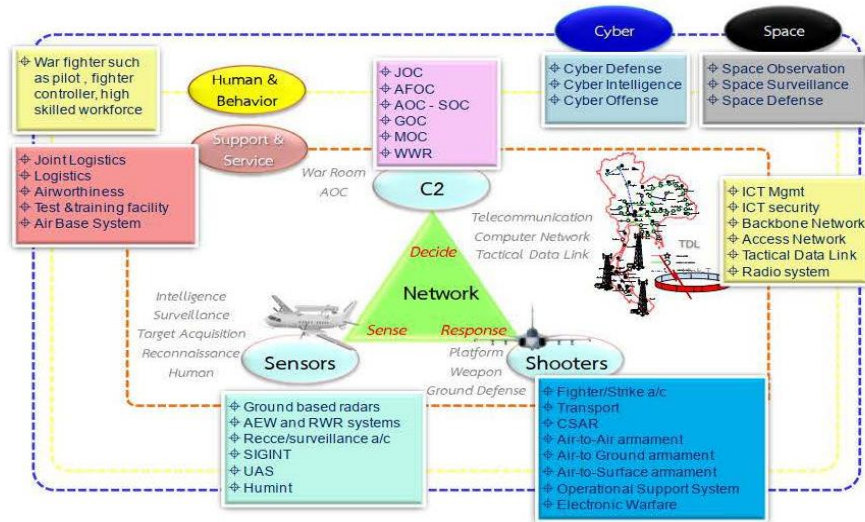 Cyber
Space
War fighter such
as pilot , fighter
controller, high
skilled workforce
Human &
Behavior
JOC
AFOC
AOC - SOC
GOC
MOC
WWR
Cyber Defense
Cyber Intelligence
Cyber Offense
Space Observation
Space Surveillance
Space Defense
Support &
Service
Joint Logistics
Logistics
Airworthiness
Test &training facility
Air Base System
War Room
AOC
C2
Telecommunication
Computer Network
Tactical Data Link
TDL
ICT Mgmt
ICT security
Backbone Network
Access Network
Tactical Data Link
Radio system
Decide
Network
Sense
Response
Intelligence
Surveillance
Target Acquisition
Reconnaissance
Human
Sensors
Platform
Weapon
Ground Defense
Shooters
Ground based radars
AEW and RWR systems
Recce/surveillance a/c
SIGINT
UAS
Humint
Fighter/Strike a/c
Transport
CSAR
Air-to-Air armament
Air-to Ground armament
Air-to-Surface armament
Operational Support System
Electronic Warfare